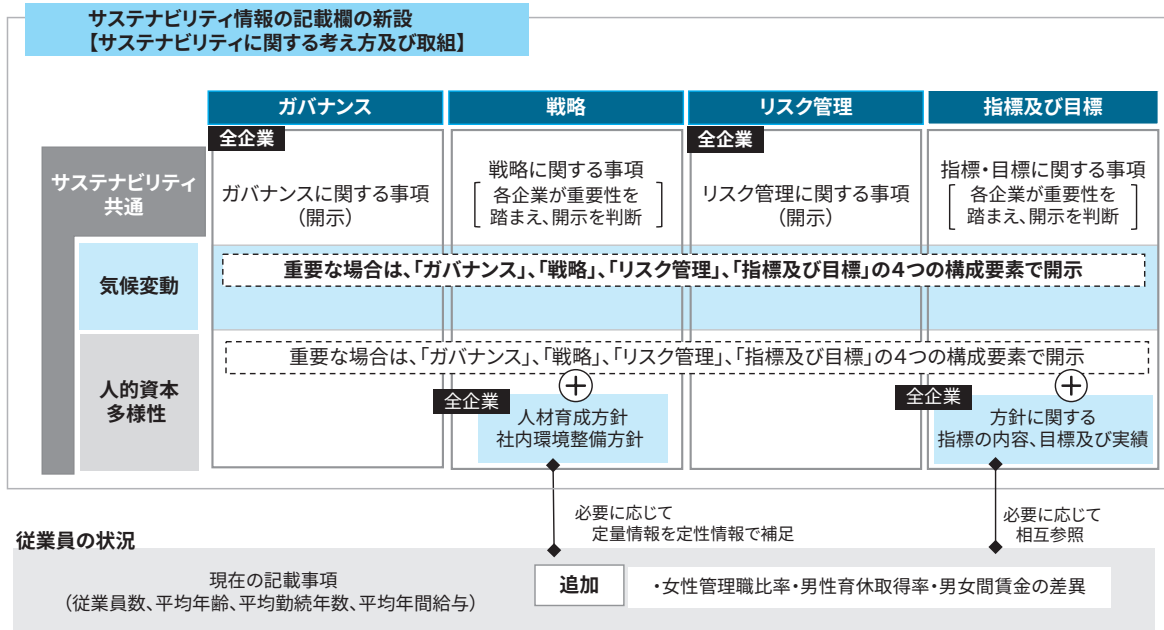 サステナビリティ情報の記載欄の新設
【サステナビリティに関する考え方及び取組】
ガバナンス
戦略
リスク管理
指標及び目標
全企業
全企業
サステナビリティ
共通
ガバナンスに関する事項
(開示)
戦略に関する事項
各企業が重要性を
踏まえ、開示を判断
リスク管理に関する事項
(開示)
指標・目標に関する事項
各企業が重要性を
踏まえ、開示を判断
気候変動
重要な場合は、「ガバナンス」、「戦略」、「リスク管理」、「指標及び目標」の4つの構成要素で開示
人的資本
多様性
重要な場合は、「ガバナンス」、「戦略」、「リスク管理」、「指標及び目標」の4つの構成要素で開示
全企業
人材育成方針
社内環境整備方針
全企業
方針に関する
指標の内容、目標及び実績
必要に応じて
定量情報を定性情報で補足
必要に応じて
相互参照
従業員の状況
現在の記載事項
(従業員数、平均年齢、平均勤続年数、平均年間給与)
追加
・女性管理職比率・男性育休取得率・男女間賃金の差異